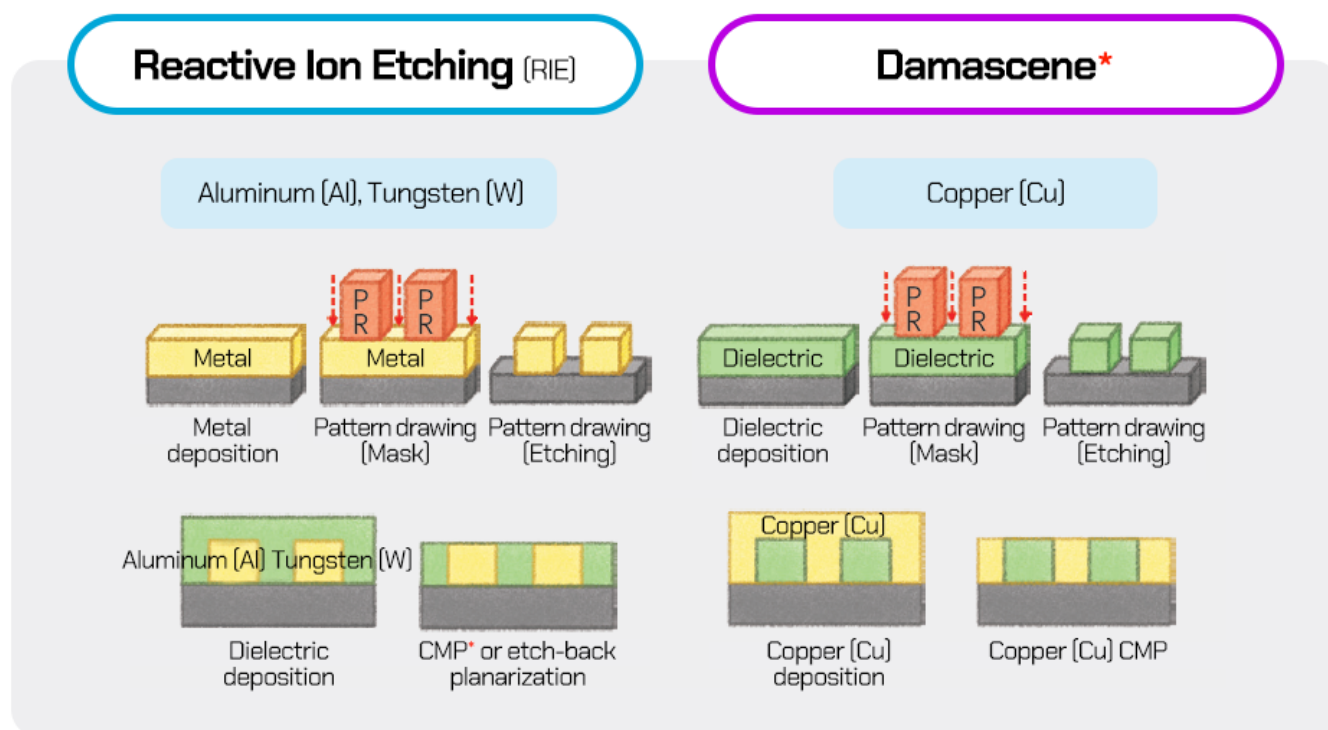 Reactive Ion Etching (RIE)
Damascene*
Aluminum (Al), Tungsten (W)
Copper (Cu)
P
R
P
R
Metal
Metal
Metal
deposition
Pattern drawing
(Mask)
Pattern drawing
(Etching)
P
R
P
R
Dielectric
Dielectric
Dielectric
deposition
Pattern drawing
(Mask)
Pattern drawing
(Etching)
Aluminum (Al) Tungsten (W)
Dielectric
deposition
CMP* or etch-back
planarization
Copper (Cu)
Copper (Cu)
deposition
Copper (Cu) CMP